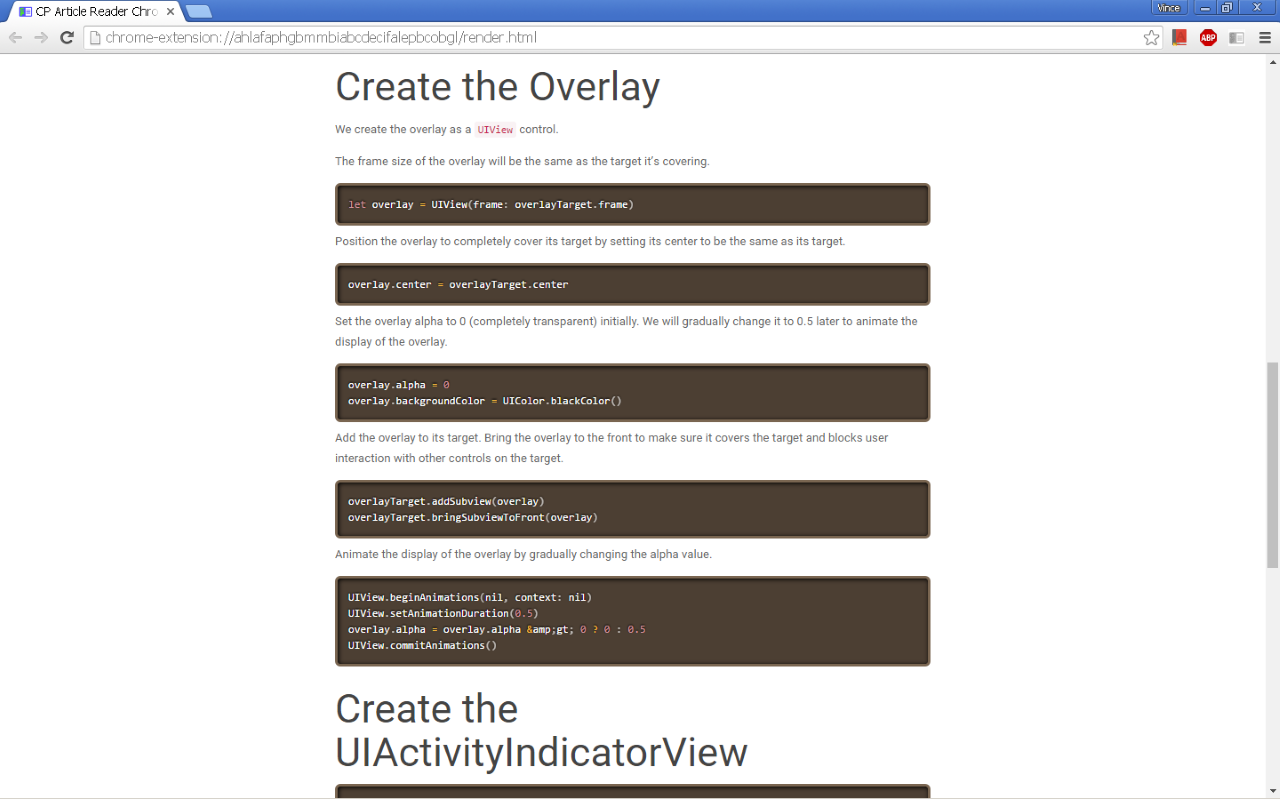 CP Article Reader Chro
Vince
chrome-extension://ahlafaphgbmmbiabcdecifalepbcobgl/render.html
ABP
Create the Overlay
We create the overlay as a UIView control.
The frame size of the overlay will be the same as the target it's covering.
let overlay = UIView(frame: overlayTarget.frame)
Position the overlay to completely cover its target by setting its center to be the same as its target.
overlay.center = overlayTarget.center
Set the overlay alpha to 0 (completely transparent) initially. We will gradually change it to 0.5 later to animate the
display of the overlay.
overlay.alpha = 0
overlay.backgroundColor = UIColor.blackColor()
Add the overlay to its target. Bring the overlay to the front to make sure it covers the target and blocks user
interaction with other controls on the target.
overlayTarget.addSubview(overlay)
overlayTarget.bringSubviewToFront(overlay)
Animate the display of the overlay by gradually changing the alpha value.
UIView.beginAnimations(nil, context: nil)
UIView.setAnimationDuration(0.5)
overlay.alpha = overlay.alpha &amp;gt; 0 ? 0 : 0.5
UIView.commitAnimations()
Create the
UIActivityIndicatorView